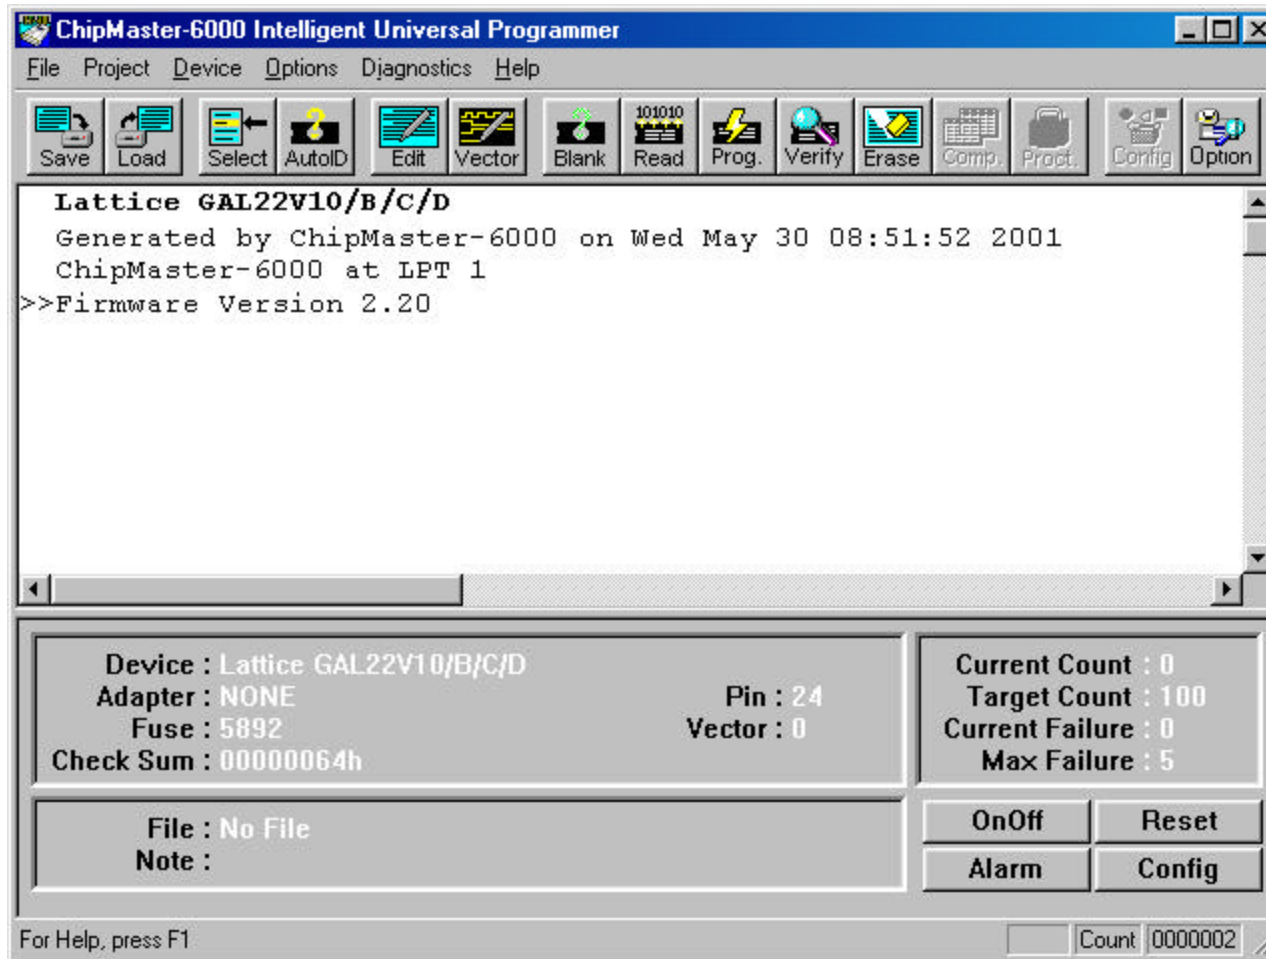 ChipMaster-6000 Intelligent Universal Programmer
File Project Device Options Diagnostics Help
101010
Save Load Select AutoID Edit Vector Blank Read Prog. Verify Erase Comp. Proct. Config Option
Lattice GAL22V10/B/C/D
Generated by ChipMaster-6000 on Wed May 30 08:51:52 2001
ChipMaster-6000 at LPT 1
>>Firmware Version 2.20
Device : Lattice GAL22V10/B/C/D
Adapter : NONE Pin : 24
Fuse : 5892 Vector : 0
Check Sum : 00000064h
Current Count : 0
Target Count : 100
Current Failure : 0
Max Failure : 5
File : No File
Note :
OnOff Reset
Alarm Config
For Help, press F1 Count 0000002